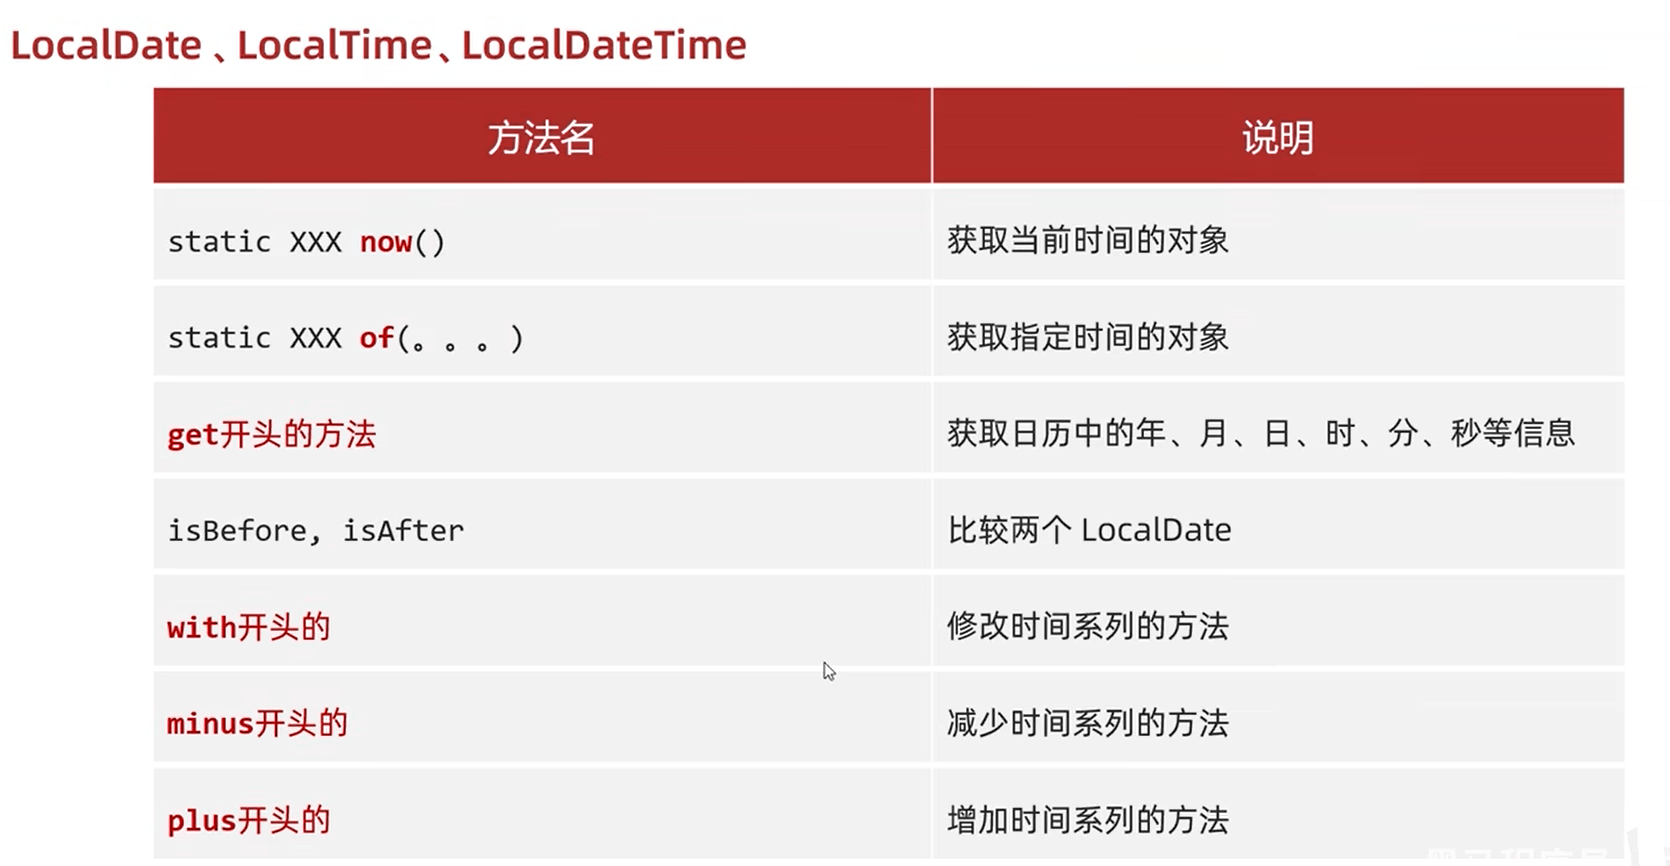 LocalDate 、LocalTime、LocalDateTime
方法名 说明
static XXX now() 获取当前时间的对象
static XXX of(。。。) 获取指定时间的对象
get开头的方法 获取日历中的年、月、日、时、分、秒等信息
isBefore, isAfter 比较两个 LocalDate
with开头的 修改时间系列的方法
minus开头的 减少时间系列的方法
plus开头的 增加时间系列的方法